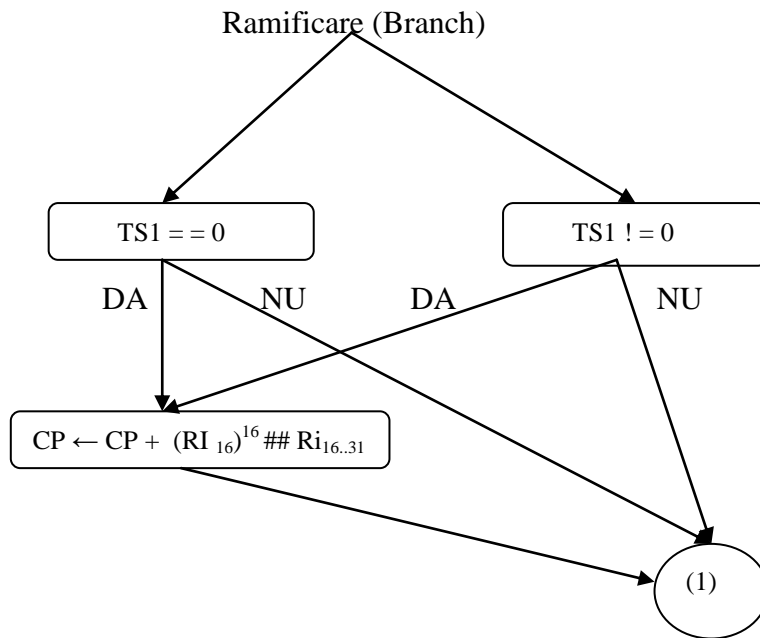 Ramificare (Branch)
TS1 = = 0
TS1 ! = 0
DA
NU
DA
NU
CP ← CP + (RI 16)16 ## Ri16..31
(1)